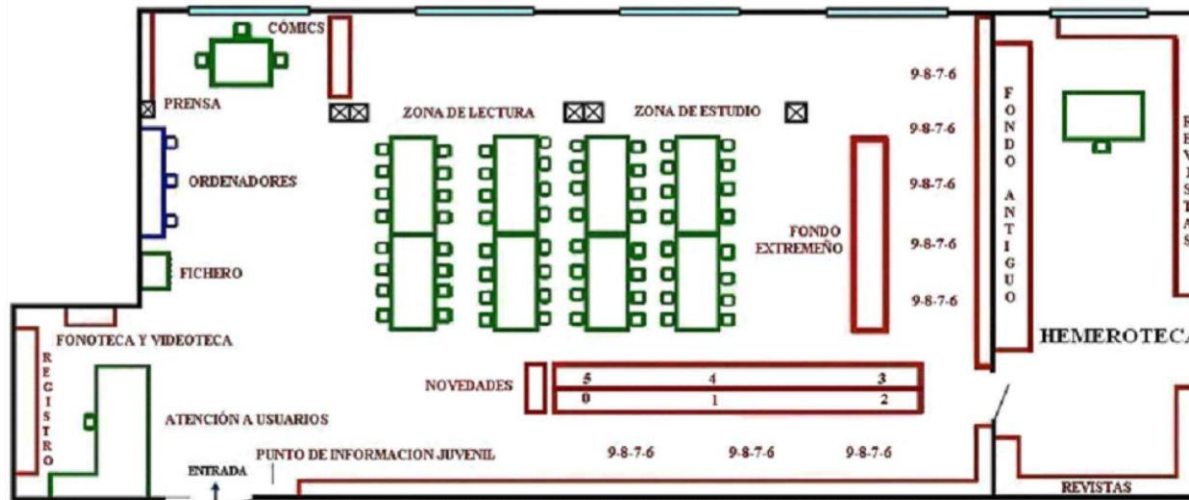 CÓMICS
PRENSA
ZONA DE LECTURA
ZONA DE ESTUDIO
9-8-7-6
9-8-7-6
9-8-7-6
9-8-7-6
9-8-7-6
ORDENADORES
FICHERO
FONDO
EXTREMEÑO
FONDO ANTIGUO
REVISTAS
HEMEROTECA
FONOTECA Y VIDEOTECA
REGISTRO
NOVEDADES
5 4 3
0 1 2
ATENCIÓN A USUARIOS
PUNTO DE INFORMACION JUVENIL
9-8-7-6 9-8-7-6 9-8-7-6
ENTRADA
REVISTAS